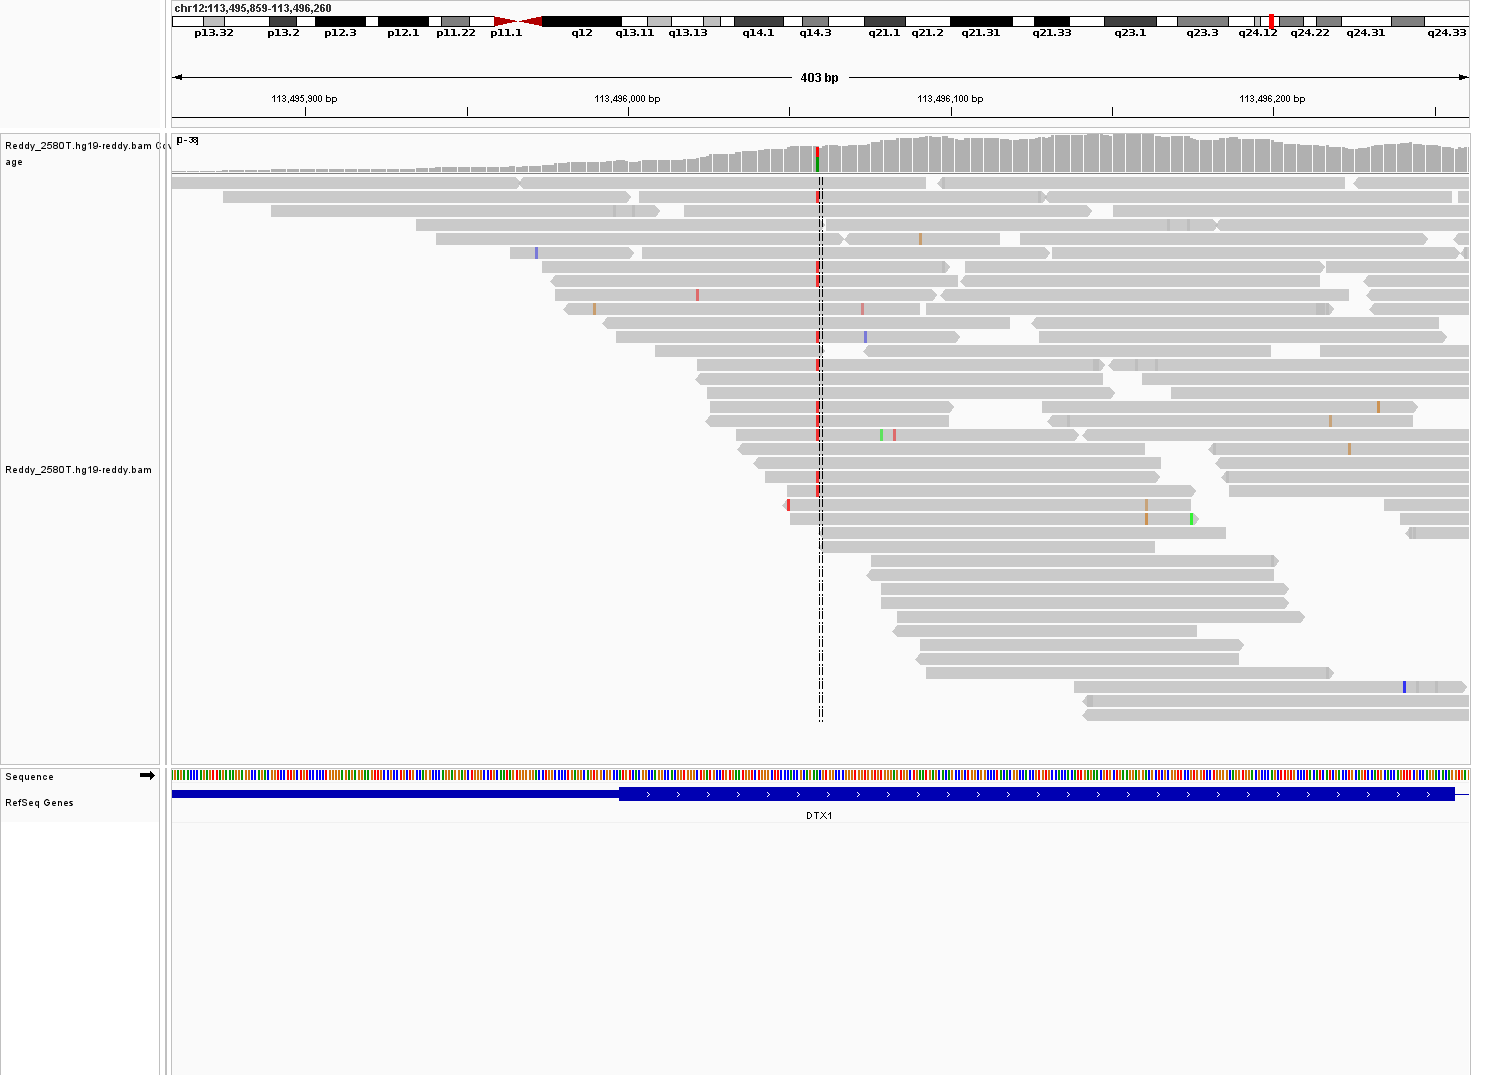 chr12:113,495,859-113,496,260
p13.32 p13.2 p12.3 p12.1 p11.22 p11.1 q12 q13.11 q13.13 q14.1 q14.3 q21.1 q21.2 q21.31 q21.33 q23.1 q23.3 q24.12 q24.22 q24.31 q24.33
403 bp
113,495,900 bp 113,496,000 bp 113,496,100 bp 113,496,200 bp
Reddy_2580T.hg19-reddy.bam Cov
age
[0-38]
Reddy_2580T.hg19-reddy.bam
Sequence
RefSeq Genes
DTX1